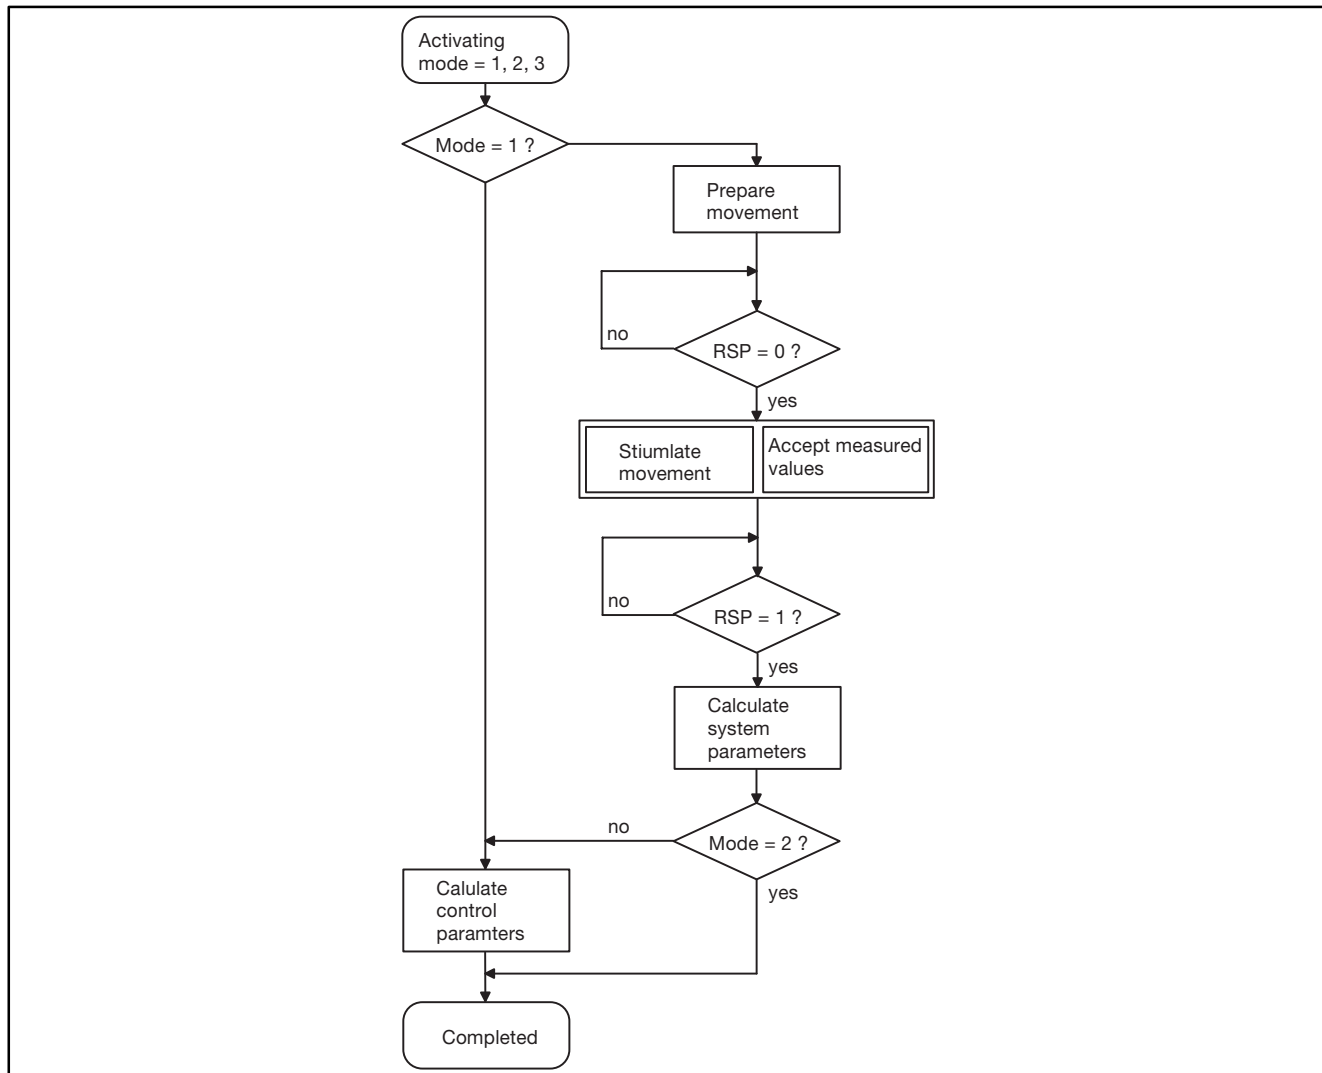 Activating
mode = 1, 2, 3
Mode = 1 ?
Prepare
movement
no
RSP = 0 ?
yes
Stiumlate
movement
Accept measured
values
no
RSP = 1 ?
yes
Calculate
system
parameters
no
Mode = 2 ?
yes
Calulate
control
paramters
Completed